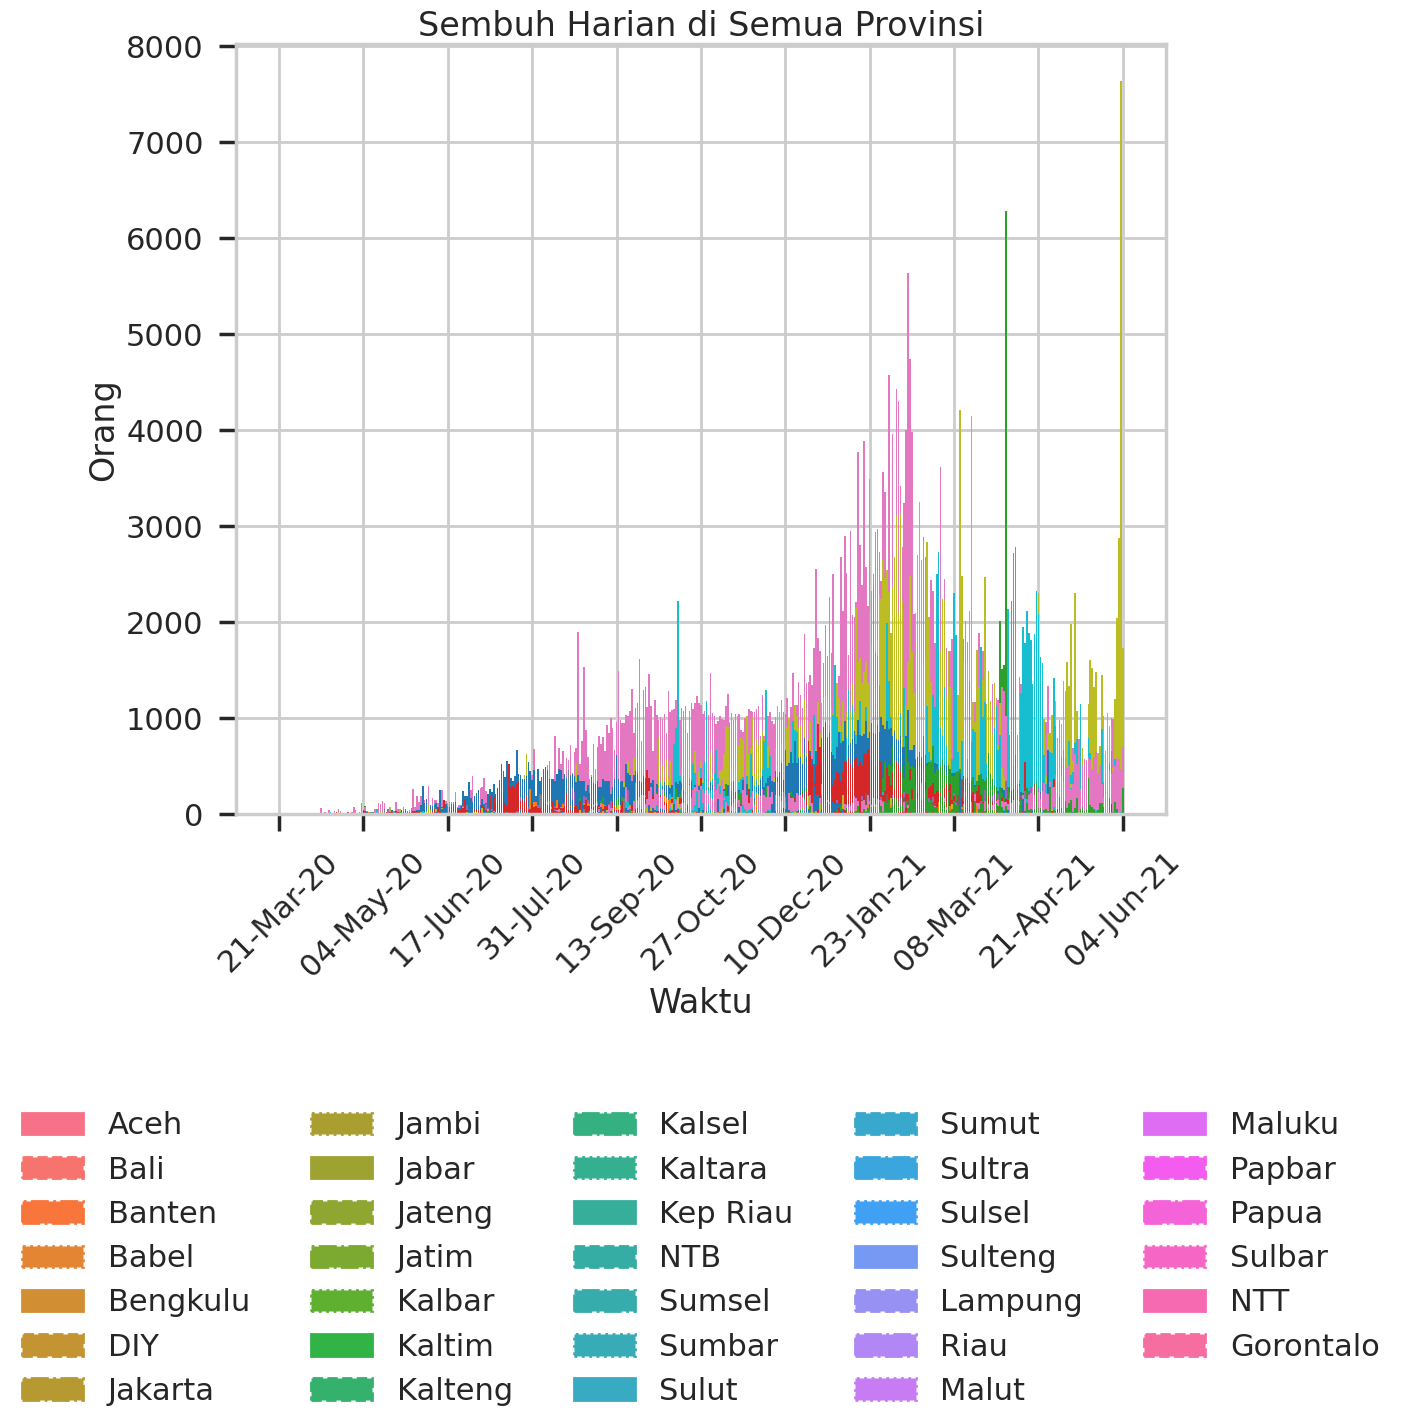 Sembuh Harian di Semua Provinsi
8000
7000
6000
5000
4000
3000
2000
1000
0
Orang
21-Mar-20
04-May-20
17-Jun-20
31-Jul-20
13-Sep-20
27-Oct-20
10-Dec-20
23-Jan-21
08-Mar-21
21-Apr-21
04-Jun-21
Waktu
Aceh
Bali
Banten
Babel
Bengkulu
DIY
Jakarta
Jambi
Jabar
Jateng
Jatim
Kalbar
Kaltim
Kalteng
Kalsel
Kaltara
Kep Riau
NTB
Sumsel
Sumbar
Sulut
Sumut
Sultra
Sulsel
Sulteng
Lampung
Riau
Malut
Maluku
Papbar
Papua
Sulbar
NTT
Gorontalo